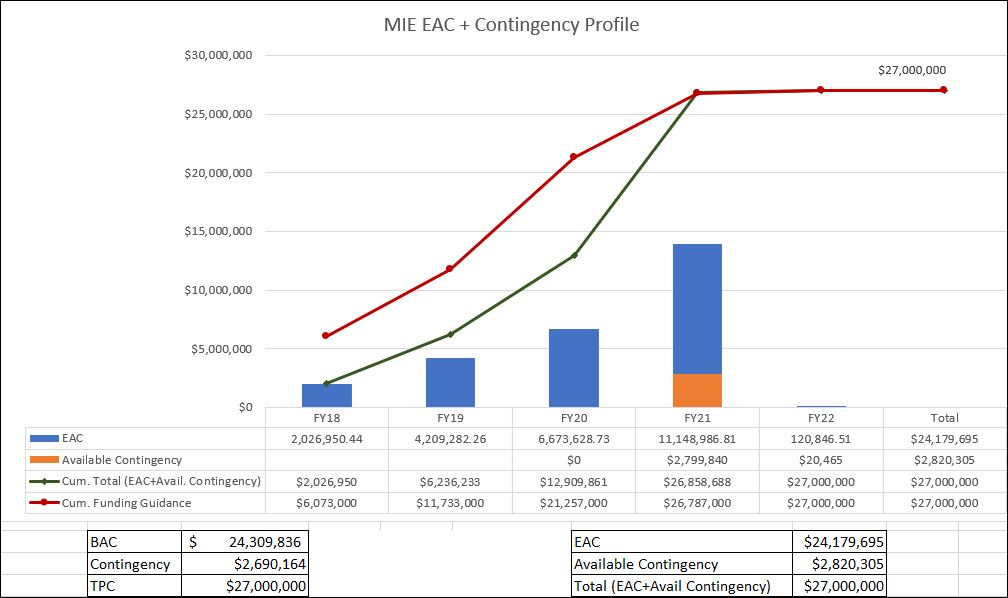 MIE EAC + Contingency Profile
$30,000,000
$27,000,000
$25,000,000
$20,000,000
$15,000,000
$10,000,000
$5,000,000
$0
FY18 FY19 FY20 FY21 FY22 Total
EAC 2,026,950.44 4,209,282.26 6,673,628.73 11,148,986.81 120,846.51 $24,179,695
Available Contingency $0 $2,799,840 $20,465 $2,820,305
Cum. Total (EAC+Avail. Contingency) $2,026,950 $6,236,233 $12,909,861 $26,858,688 $27,000,000 $27,000,000
Cum. Funding Guidance $6,073,000 $11,733,000 $21,257,000 $26,787,000 $27,000,000 $27,000,000
BAC $ 24,309,836 EAC $24,179,695
Contingency $2,690,164 Available Contingency $2,820,305
TPC $27,000,000 Total (EAC+Avail Contingency) $27,000,000